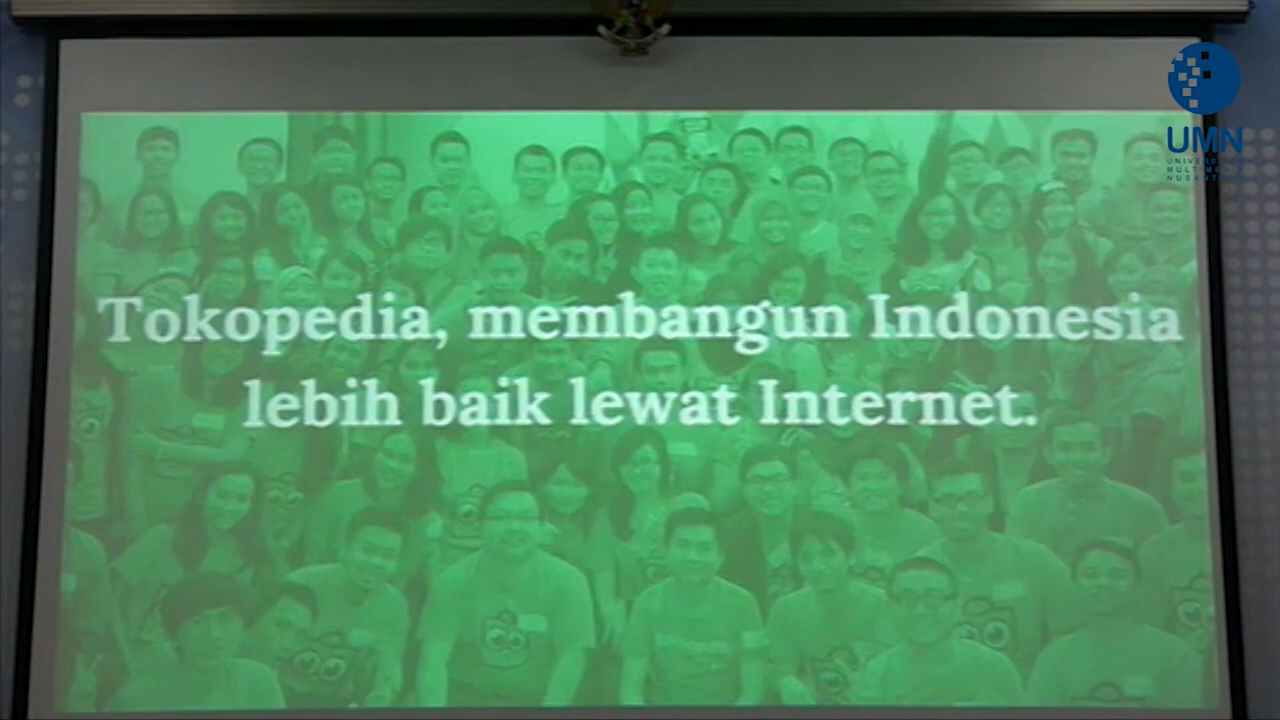 Tokopedia, membangun Indonesia
lebih baik lewat Internet.
UMN